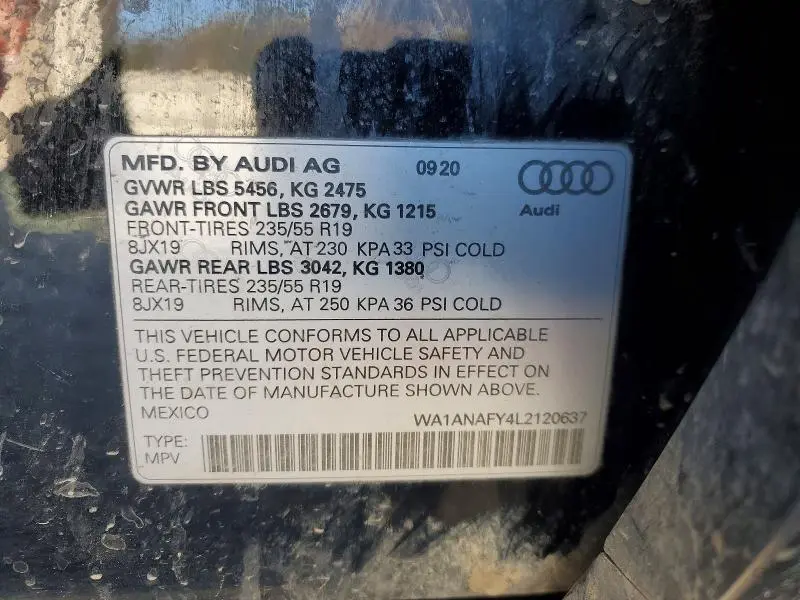 MFD. BY AUDI AG 09 20
GVWR LBS 5456, KG 2475
GAWR FRONT LBS 2679, KG 1215
Audi
FRONT-TIRES 235/55 R19
8JX19 RIMS, AT 230 KPA 33 PSI COLD
GAWR REAR LBS 3042, KG 1380
REAR-TIRES 235/55 R19
8JX19 RIMS, AT 250 KPA 36 PSI COLD
THIS VEHICLE CONFORMS TO ALL APPLICABLE
U.S. FEDERAL MOTOR VEHICLE SAFETY AND
THEFT PREVENTION STANDARDS IN EFFECT ON
THE DATE OF MANUFACTURE SHOWN ABOVE.
MEXICO WA1ANAFY4L2120637
TYPE:
MPV